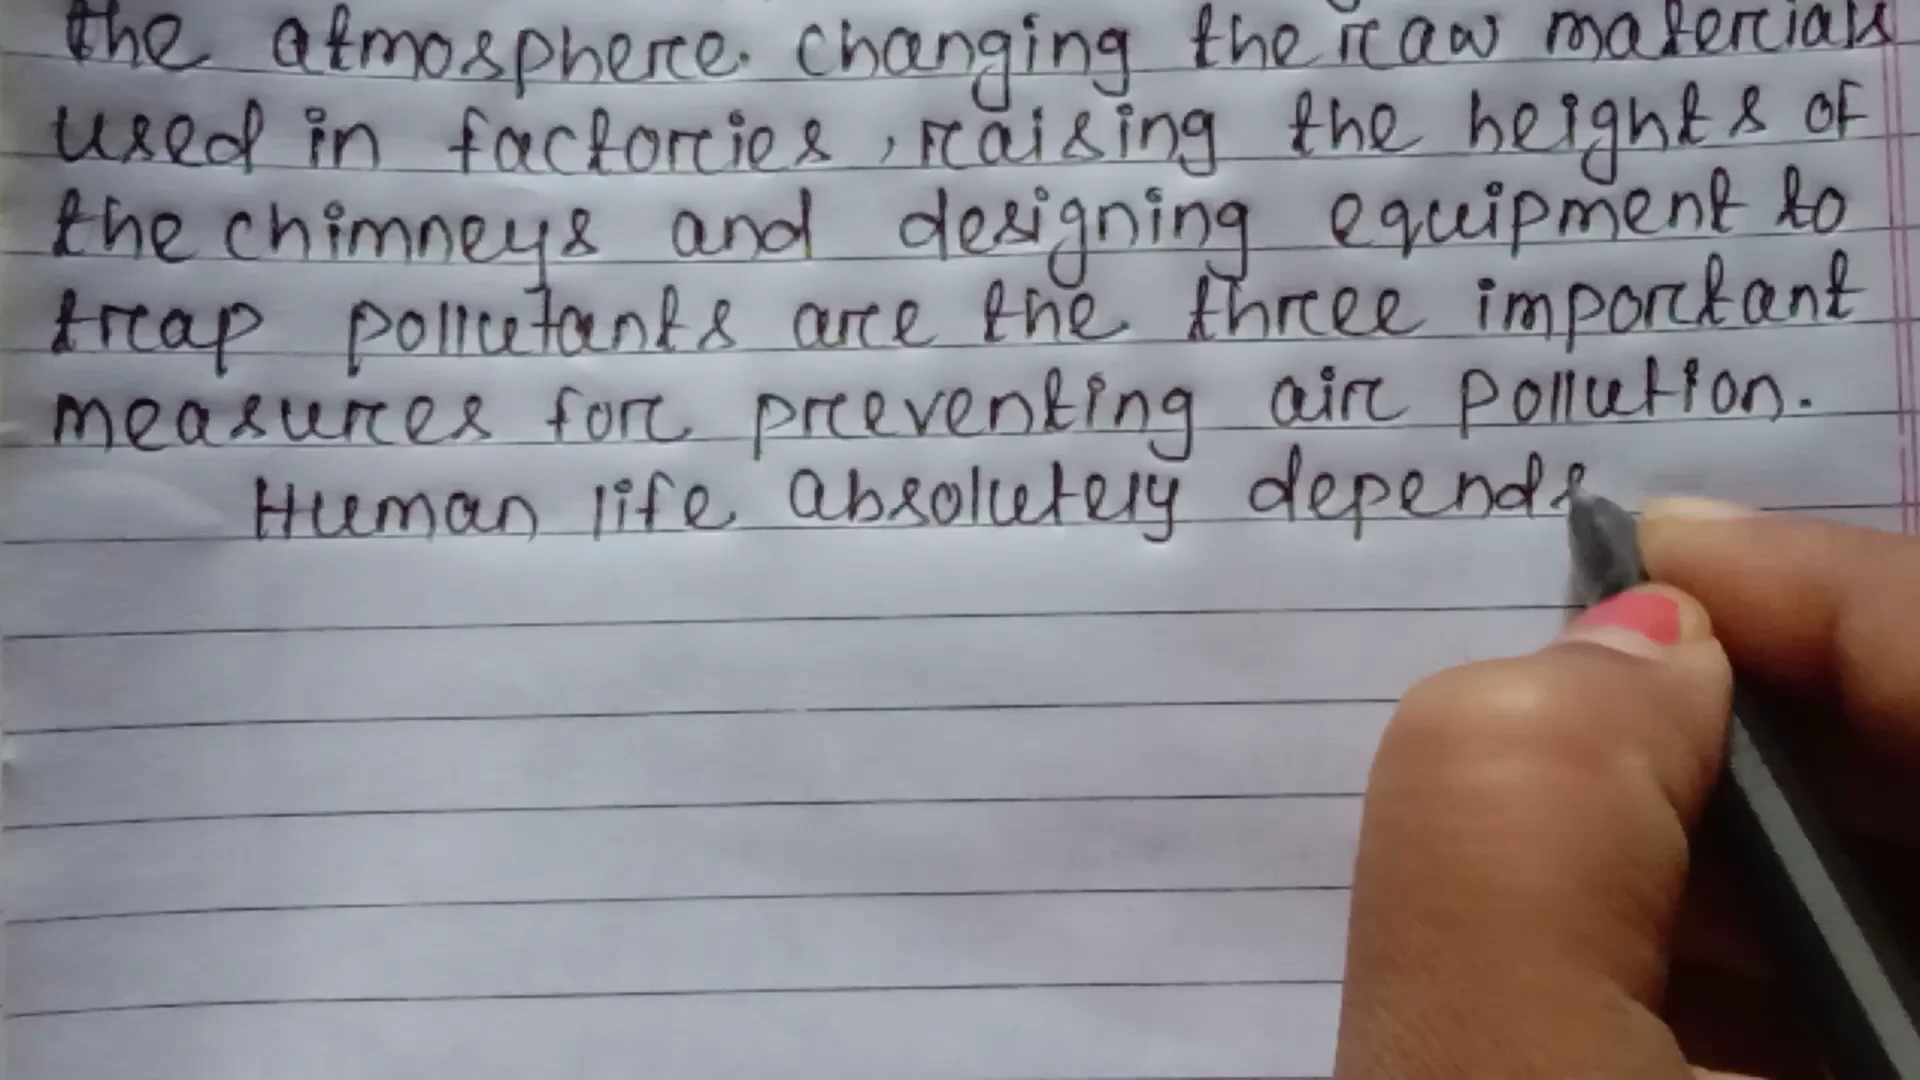 the atmosphere. Changing the raw materials
used in factories, raising the heights of
the chimneys and designing equipment to
trap pollutants are the three important
measures for preventing air pollution.
Human life absolutely depends